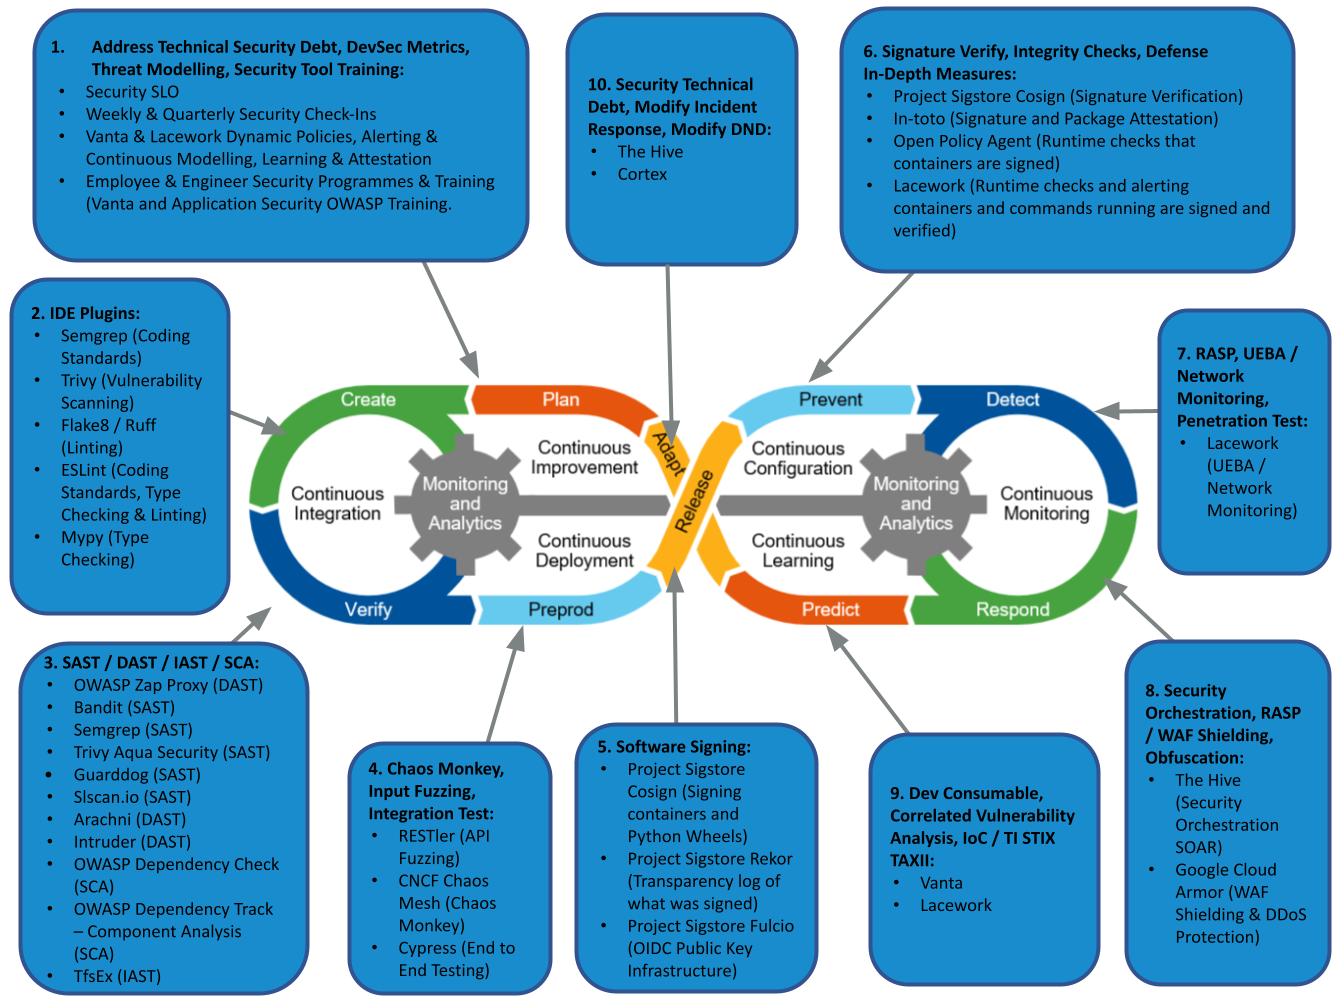 1. Address Technical Security Debt, DevSec Metrics,
Threat Modelling, Security Tool Training:
• Security SLO
• Weekly & Quarterly Security Check-Ins
• Vanta & Lacework Dynamic Policies, Alerting &
Continuous Modelling, Learning & Attestation
• Employee & Engineer Security Programmes & Training
(Vanta and Application Security OWASP Training.
10. Security Technical
Debt, Modify Incident
Response, Modify DND:
• The Hive
• Cortex
6. Signature Verify, Integrity Checks, Defense
In-Depth Measures:
• Project Sigstore Cosign (Signature Verification)
• In-toto (Signature and Package Attestation)
• Open Policy Agent (Runtime checks that
containers are signed)
• Lacework (Runtime checks and alerting
containers and commands running are signed and
verified)
2. IDE Plugins:
• Semgrep (Coding
Standards)
• Trivy (Vulnerability
Scanning)
• Flake8 / Ruff
(Linting)
• ESLint (Coding
Standards, Type
Checking & Linting)
• Mypy (Type
Checking)
7. RASP, UEBA /
Network
Monitoring,
Penetration Test:
• Lacework
(UEBA /
Network
Monitoring)
Create
Plan
Adapt
Release
Prevent
Detect
Continuous
Improvement
Continuous
Integration
Monitoring
and
Analytics
Continuous
Deployment
Continuous
Configuration
Monitoring
and
Analytics
Continuous
Monitoring
Continuous
Learning
Verify
Preprod
Predict
Respond
3. SAST / DAST / IAST / SCA:
• OWASP Zap Proxy (DAST)
• Bandit (SAST)
• Semgrep (SAST)
• Trivy Aqua Security (SAST)
• Guarddog (SAST)
• Slscan.io (SAST)
• Arachni (DAST)
• Intruder (DAST)
• OWASP Dependency Check
(SCA)
• OWASP Dependency Track
– Component Analysis
(SCA)
• TfsEx (IAST)
4. Chaos Monkey,
Input Fuzzing,
Integration Test:
• RESTler (API
Fuzzing)
• CNCF Chaos
Mesh (Chaos
Monkey)
• Cypress (End to
End Testing)
5. Software Signing:
• Project Sigstore
Cosign (Signing
containers and
Python Wheels)
• Project Sigstore Rekor
(Transparency log of
what was signed)
• Project Sigstore Fulcio
(OIDC Public Key
Infrastructure)
9. Dev Consumable,
Correlated Vulnerability
Analysis, IoC / TI STIX
TAXII:
• Vanta
• Lacework
8. Security
Orchestration, RASP
/ WAF Shielding,
Obfuscation:
• The Hive
(Security
Orchestration
SOAR)
• Google Cloud
Armor (WAF
Shielding & DDoS
Protection)